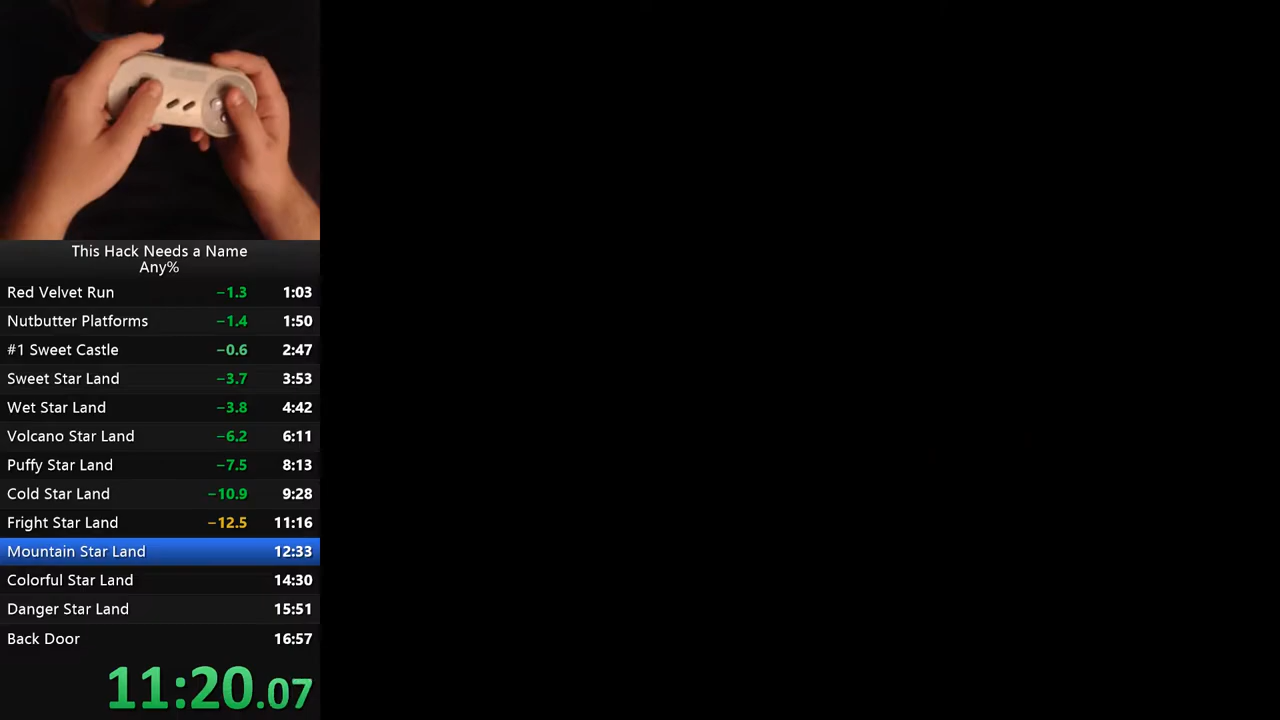 This Hack Needs a Name
Any%
Red Velvet Run −1.3 1:03
Nutbutter Platforms −1.4 1:50
#1 Sweet Castle −0.6 2:47
Sweet Star Land −3.7 3:53
Wet Star Land −3.8 4:42
Volcano Star Land −6.2 6:11
Puffy Star Land −7.5 8:13
Cold Star Land −10.9 9:28
Fright Star Land −12.5 11:16
Mountain Star Land 12:33
Colorful Star Land 14:30
Danger Star Land 15:51
Back Door 16:57
11:20.07